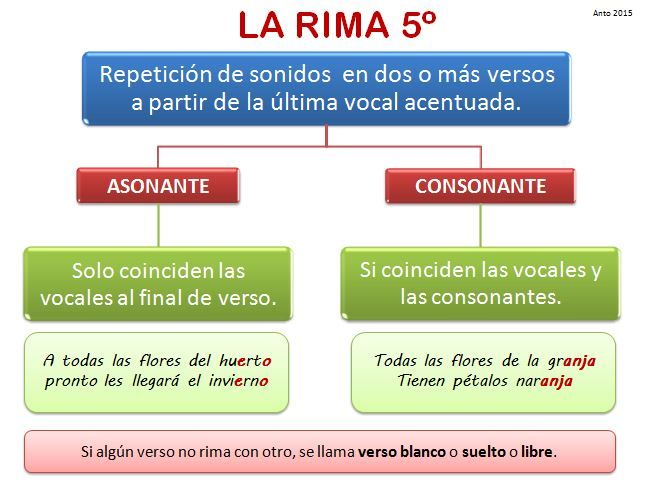 LA RIMA 5º
Anto 2015
Repetición de sonidos en dos o más versos
a partir de la última vocal acentuada.
ASONANTE
CONSONANTE
Solo coinciden las
vocales al final de verso.
Si coinciden las vocales y
las consonantes.
A todas las flores del huerto
pronto les llegará el invierno
Todas las flores de la granja
Tienen pétalos naranja
Si algún verso no rima con otro, se llama verso blanco o suelto o libre.